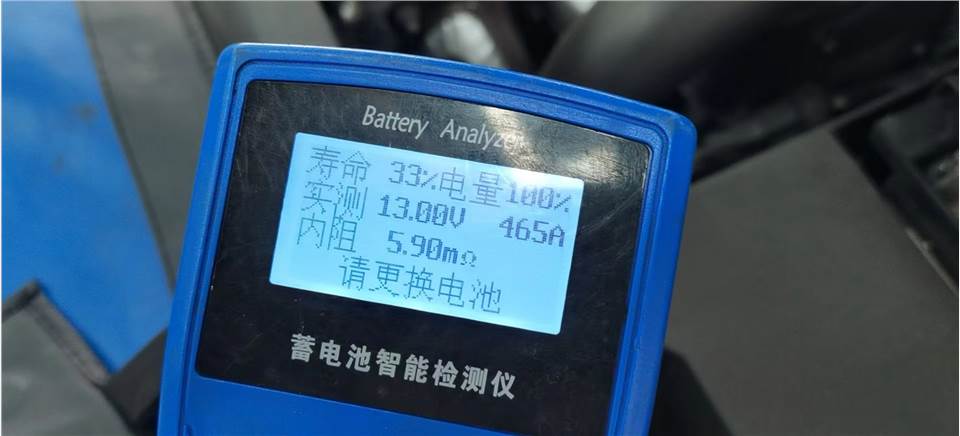 Battery Analyzer
寿命 33%电量100%
实测 13.00V 465A
内阻 5.90mΩ
请更换电池
蓄电池智能检测仪